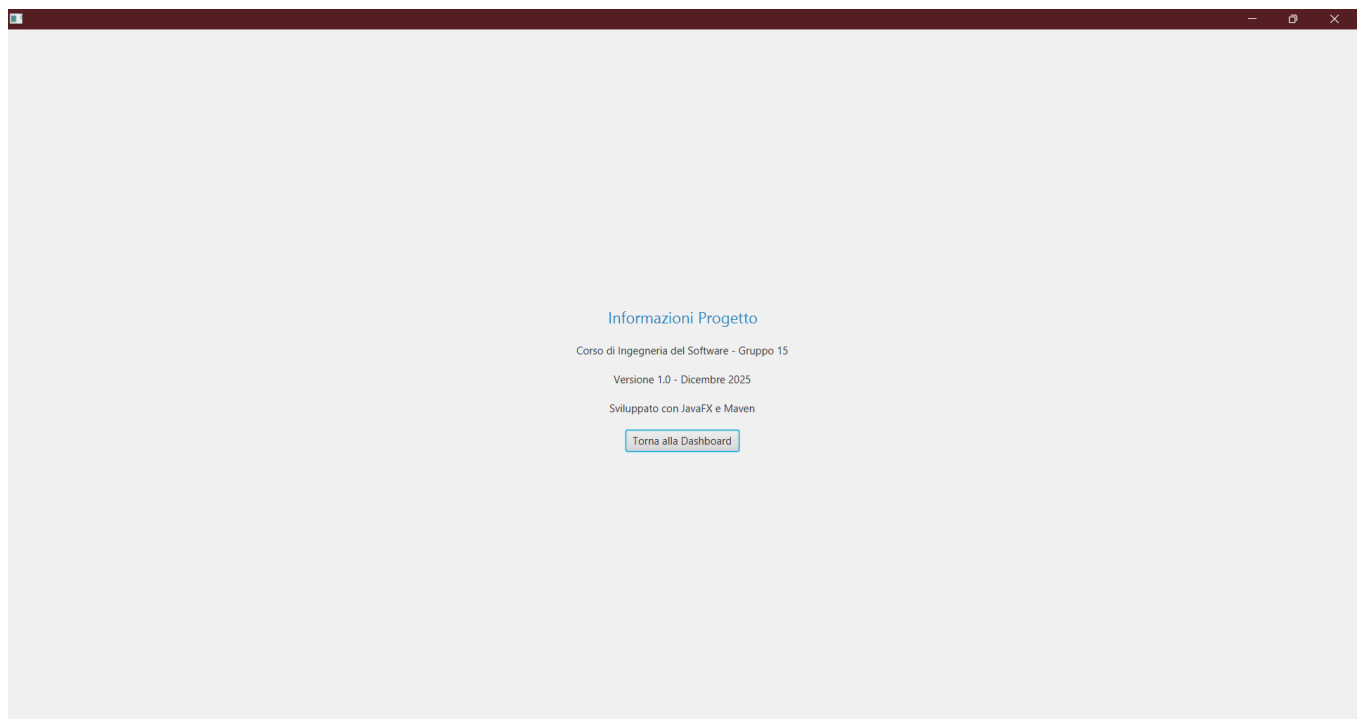 Informazioni Progetto
Corso di Ingegneria del Software - Gruppo 15
Versione 1.0 - Dicembre 2025
Sviluppato con JavaFX e Maven
Torna alla Dashboard